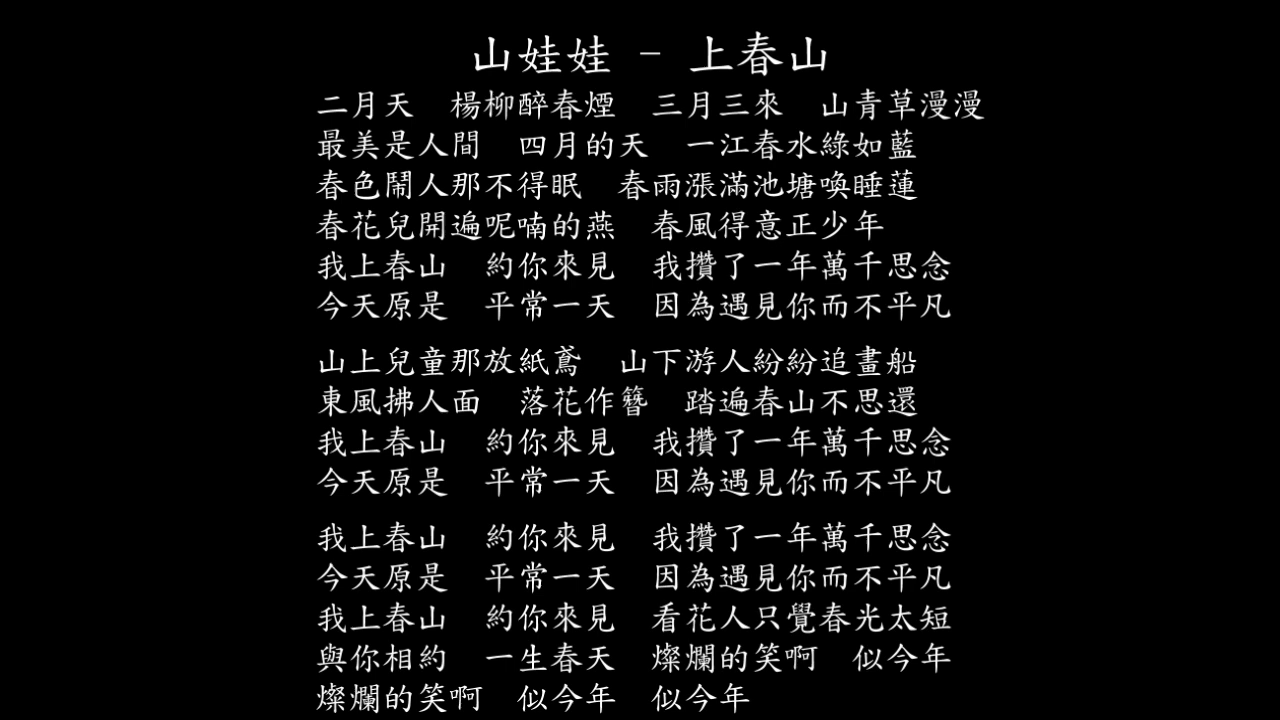 山娃娃 - 上春山
二月天　楊柳醉春煙　三月三來　山青草漫漫
最美是人間　四月的天　一江春水綠如藍
春色鬧人那不得眠　春雨漲滿池塘喚睡蓮
春花兒開遍呢喃的燕　春風得意正少年
我上春山　約你來見　我攢了一年萬千思念
今天原是　平常一天　因為遇見你而不平凡
山上兒童那放紙鳶　山下游人紛紛追畫船
東風拂人面　落花作簪　踏遍春山不思還
我上春山　約你來見　我攢了一年萬千思念
今天原是　平常一天　因為遇見你而不平凡
我上春山　約你來見　我攢了一年萬千思念
今天原是　平常一天　因為遇見你而不平凡
我上春山　約你來見　看花人只覺春光太短
與你相約　一生春天　燦爛的笑啊　似今年
燦爛的笑啊　似今年　似今年